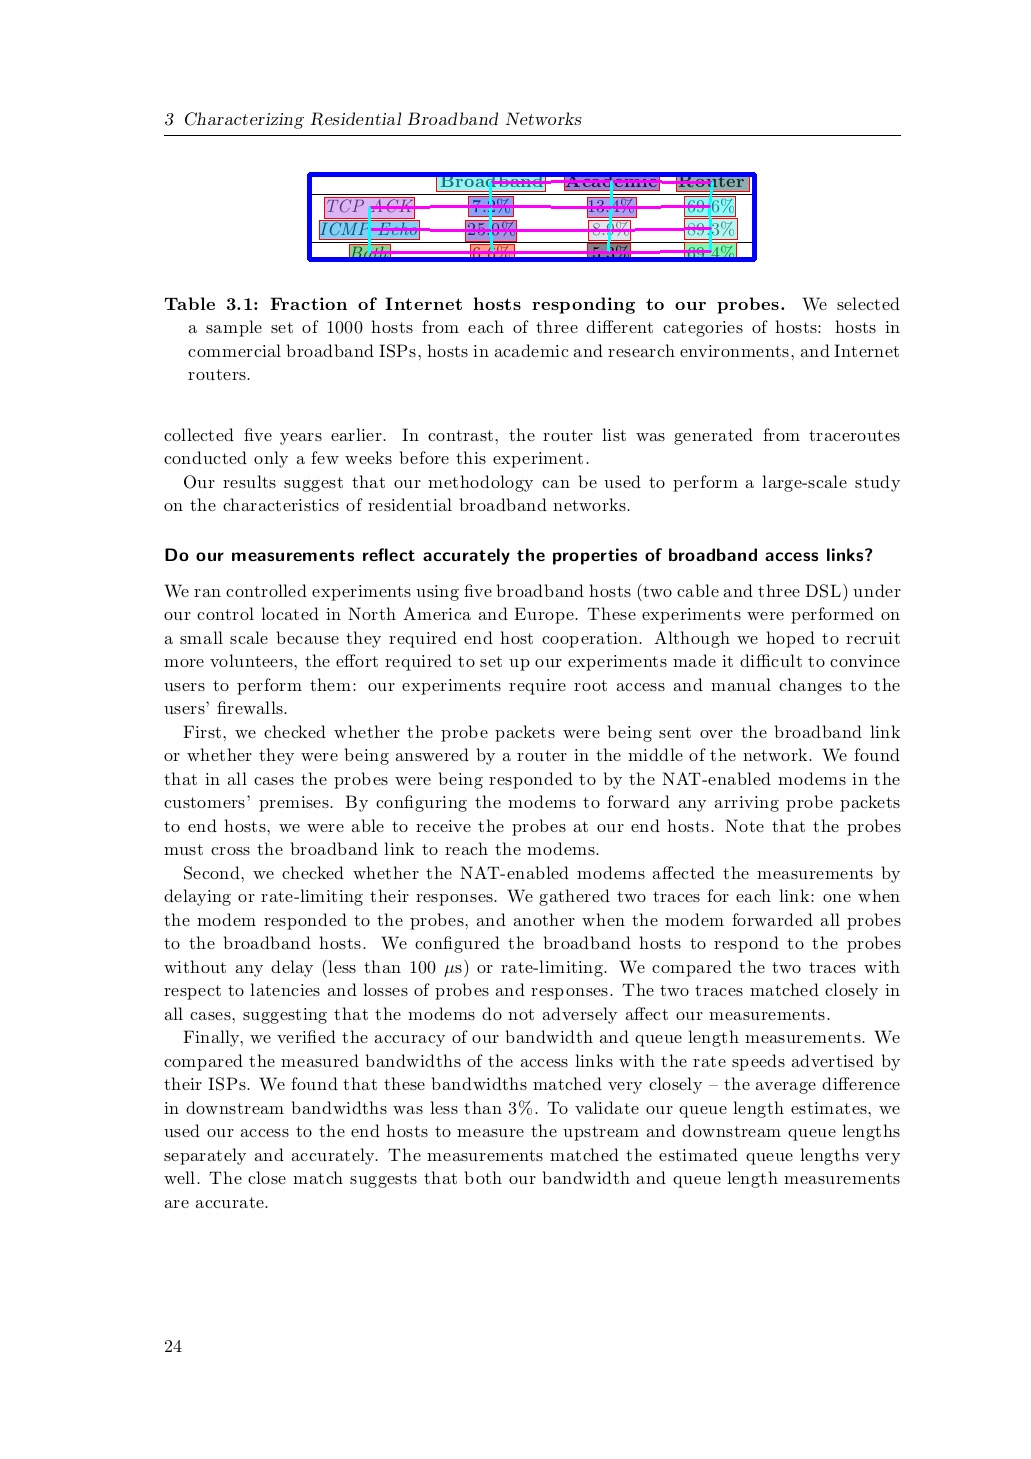 3 Characterizing Residential Broadband Networks
Broadband Academic Router
TCP ACK 7.2% 13.4% 69.6%
ICMP Echo 25.0% 8.9% 89.3%
Both 6.6% 5.3% 69.4%
Table 3.1: Fraction of Internet hosts responding to our probes. We selected
a sample set of 1000 hosts from each of three different categories of hosts: hosts in
commercial broadband ISPs, hosts in academic and research environments, and Internet
routers.
collected five years earlier. In contrast, the router list was generated from traceroutes
conducted only a few weeks before this experiment.
Our results suggest that our methodology can be used to perform a large-scale study
on the characteristics of residential broadband networks.
Do our measurements reflect accurately the properties of broadband access links?
We ran controlled experiments using five broadband hosts (two cable and three DSL) under
our control located in North America and Europe. These experiments were performed on
a small scale because they required end host cooperation. Although we hoped to recruit
more volunteers, the effort required to set up our experiments made it difficult to convince
users to perform them: our experiments require root access and manual changes to the
users' firewalls.
First, we checked whether the probe packets were being sent over the broadband link
or whether they were being answered by a router in the middle of the network. We found
that in all cases the probes were being responded to by the NAT-enabled modems in the
customers' premises. By configuring the modems to forward any arriving probe packets
to end hosts, we were able to receive the probes at our end hosts. Note that the probes
must cross the broadband link to reach the modems.
Second, we checked whether the NAT-enabled modems affected the measurements by
delaying or rate-limiting their responses. We gathered two traces for each link: one when
the modem responded to the probes, and another when the modem forwarded all probes
to the broadband hosts. We configured the broadband hosts to respond to the probes
without any delay (less than 100 μs) or rate-limiting. We compared the two traces with
respect to latencies and losses of probes and responses. The two traces matched closely in
all cases, suggesting that the modems do not adversely affect our measurements.
Finally, we verified the accuracy of our bandwidth and queue length measurements. We
compared the measured bandwidths of the access links with the rate speeds advertised by
their ISPs. We found that these bandwidths matched very closely – the average difference
in downstream bandwidths was less than 3%. To validate our queue length estimates, we
used our access to the end hosts to measure the upstream and downstream queue lengths
separately and accurately. The measurements matched the estimated queue lengths very
well. The close match suggests that both our bandwidth and queue length measurements
are accurate.
24